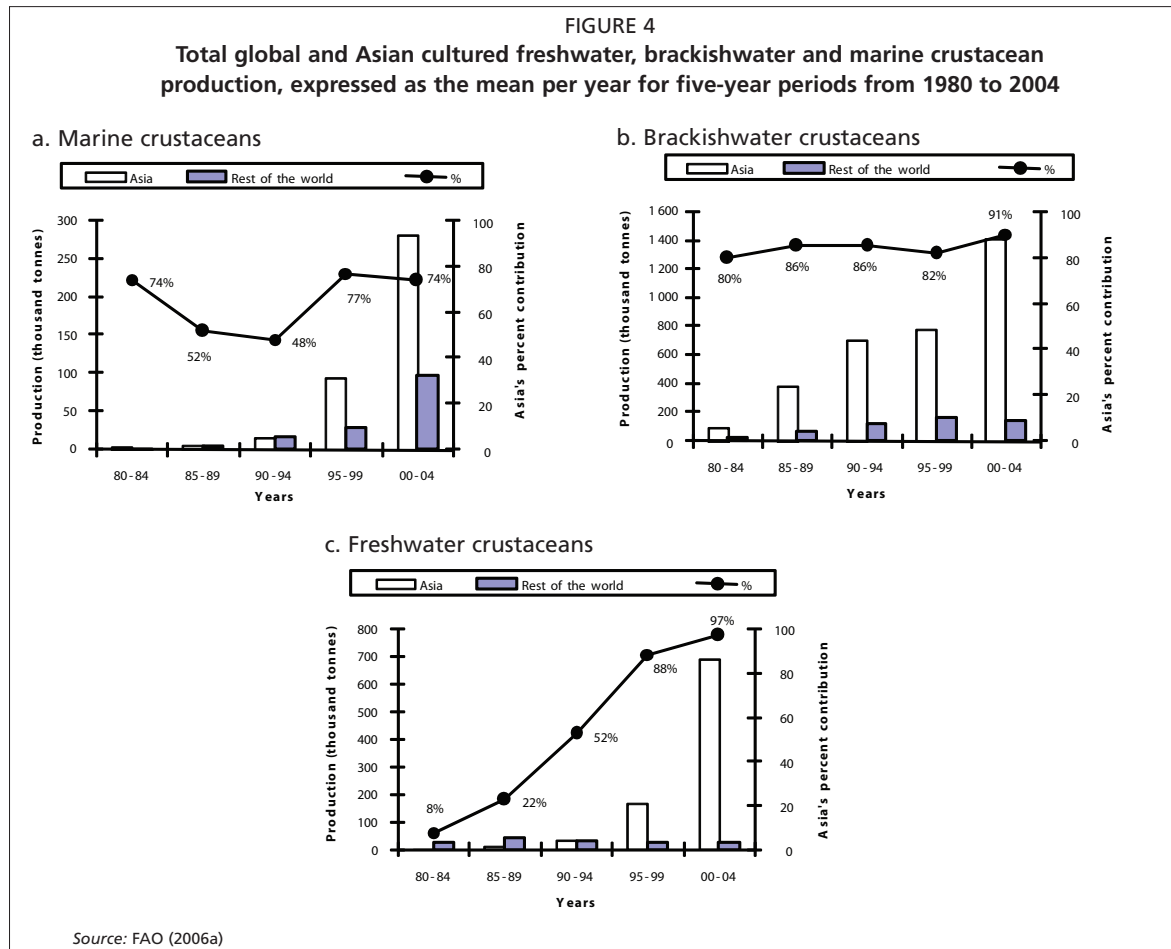 FIGURE 4
Total global and Asian cultured freshwater, brackishwater and marine crustacean
production, expressed as the mean per year for five-year periods from 1980 to 2004
a. Marine crustaceans
Asia Rest of the world %
Production (thousand tonnes)
300
250
200
150
100
50
0
100
80
60
40
20
0
Asia's percent contribution
74%
52%
48%
77%
74%
80-84 85-89 90-94 95-99 00-04
Years
b. Brackishwater crustaceans
Asia Rest of the world %
Production (thousand tonnes)
1 600
1 400
1 200
1 000
800
600
400
200
0
100
80
60
40
20
0
Asia's percent contribution
80%
86%
86%
82%
91%
80-84 85-89 90-94 95-99 00-04
Years
c. Freshwater crustaceans
Asia Rest of the world %
Production (thousand tonnes)
800
700
600
500
400
300
200
100
0
100
80
60
40
20
0
Asia's percent contribution
8%
22%
52%
88%
97%
80-84 85-89 90-94 95-99 00-04
Years
Source: FAO (2006a)